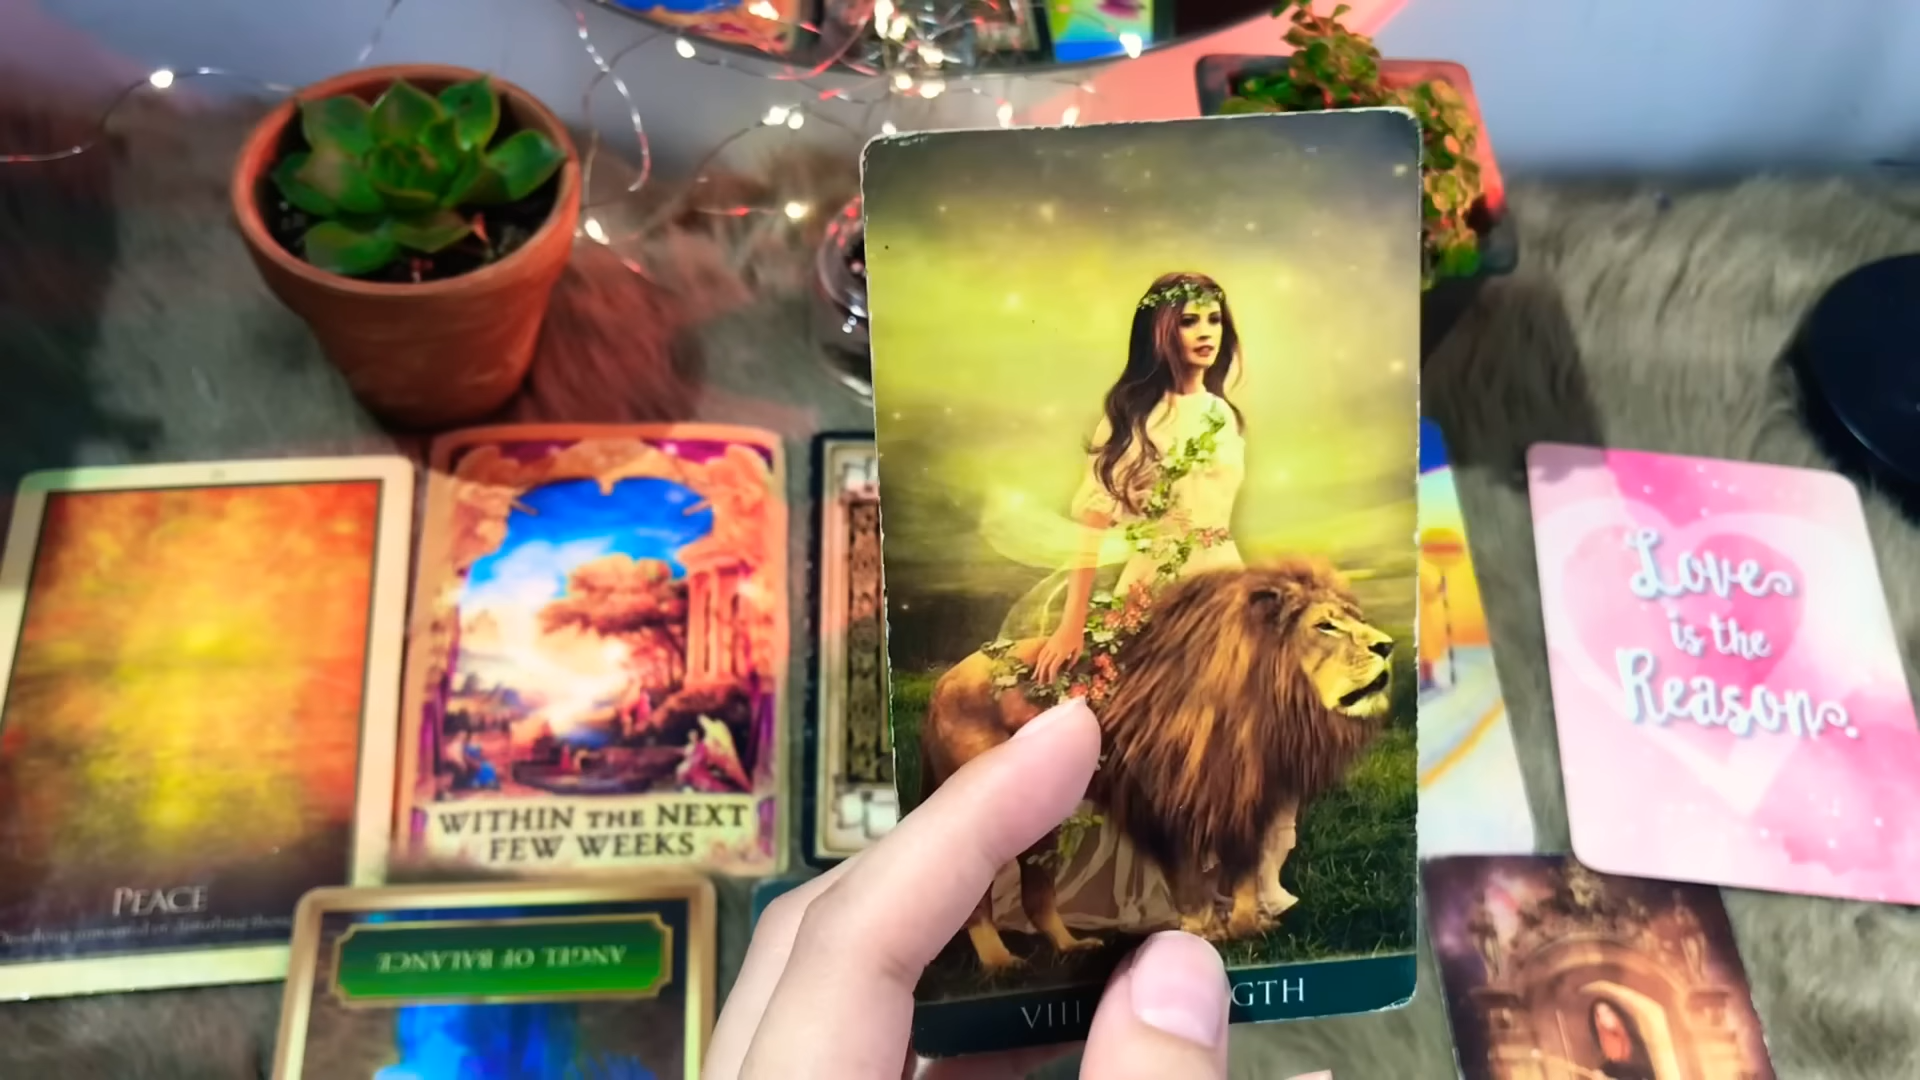 PEACE
WITHIN THE NEXT
FEW WEEKS
ANGEL OF BALANCE
VIII GTH
Love
is the
Reason.